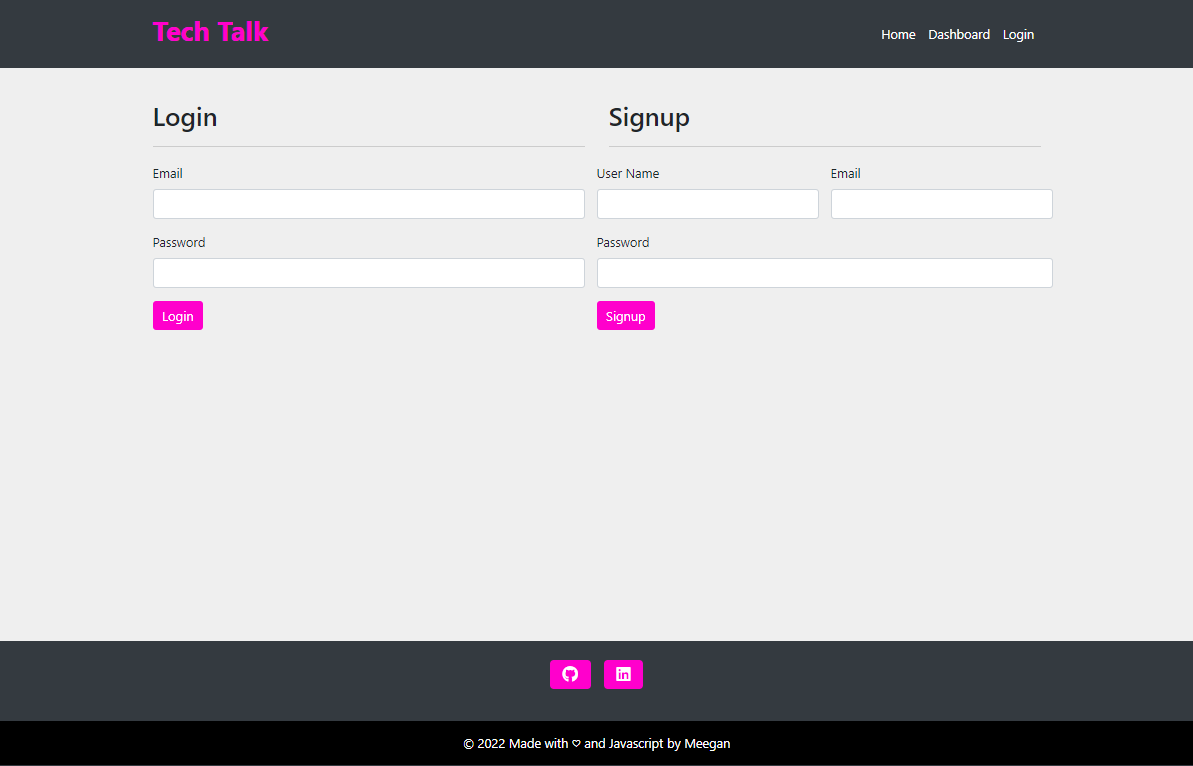 Tech Talk
Home Dashboard Login
Login
Email
Password
Login
Signup
User Name Email
Password
Signup
in
© 2022 Made with ♡ and Javascript by Meegan